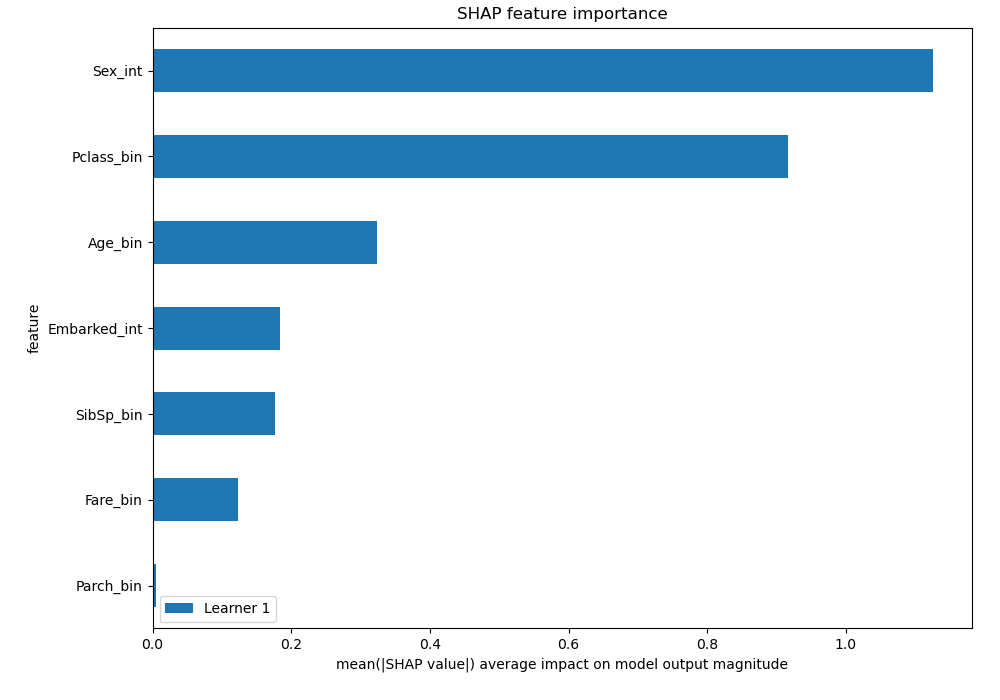 SHAP feature importance
Sex_int
Pclass_bin
Age_bin
Embarked_int
SibSp_bin
Fare_bin
Parch_bin
feature
Learner 1
0.0 0.2 0.4 0.6 0.8 1.0
mean(|SHAP value|) average impact on model output magnitude